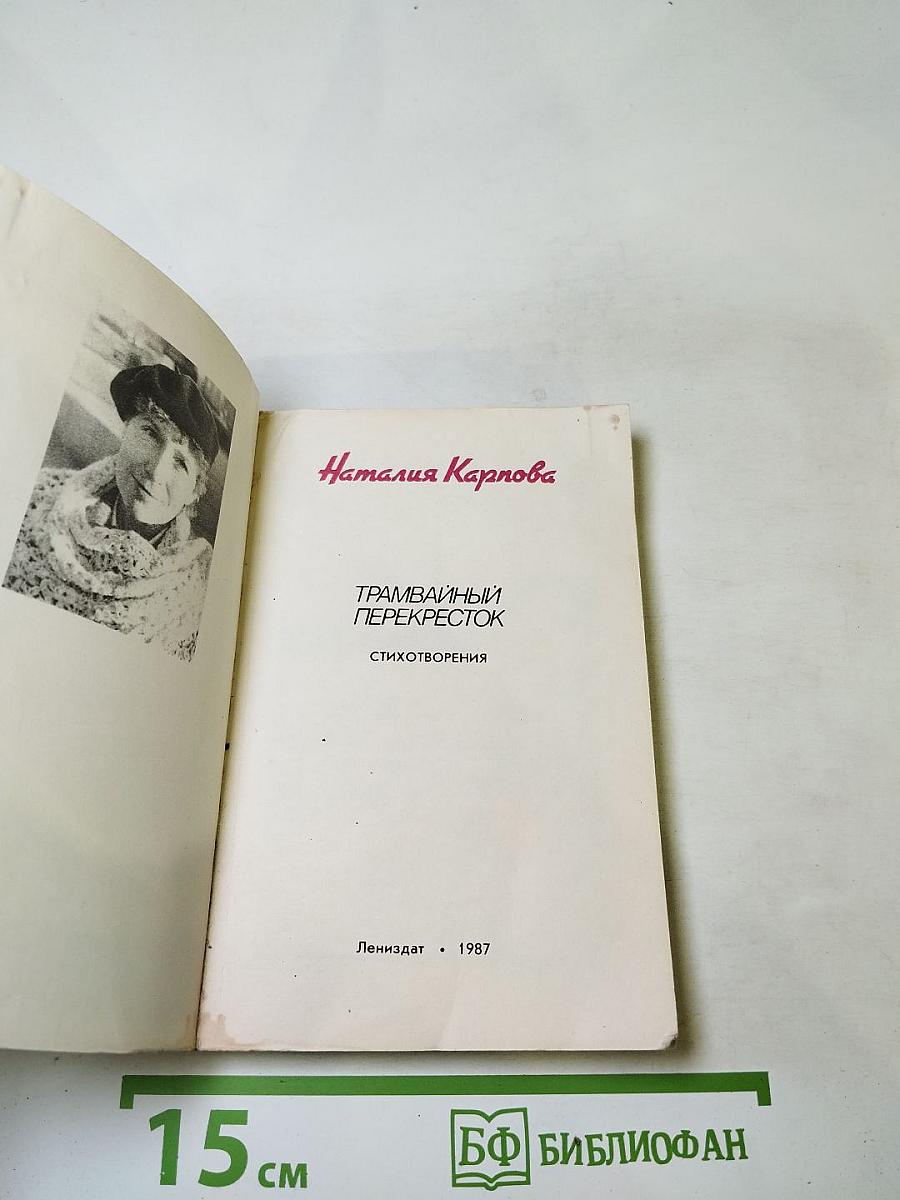 Наталия Карпова
ТРАМВАЙНЫЙ
ПЕРЕКРЕСТОК
СТИХОТВОРЕНИЯ
Лениздат • 1987
15 см
БФ БИБЛИОФАН